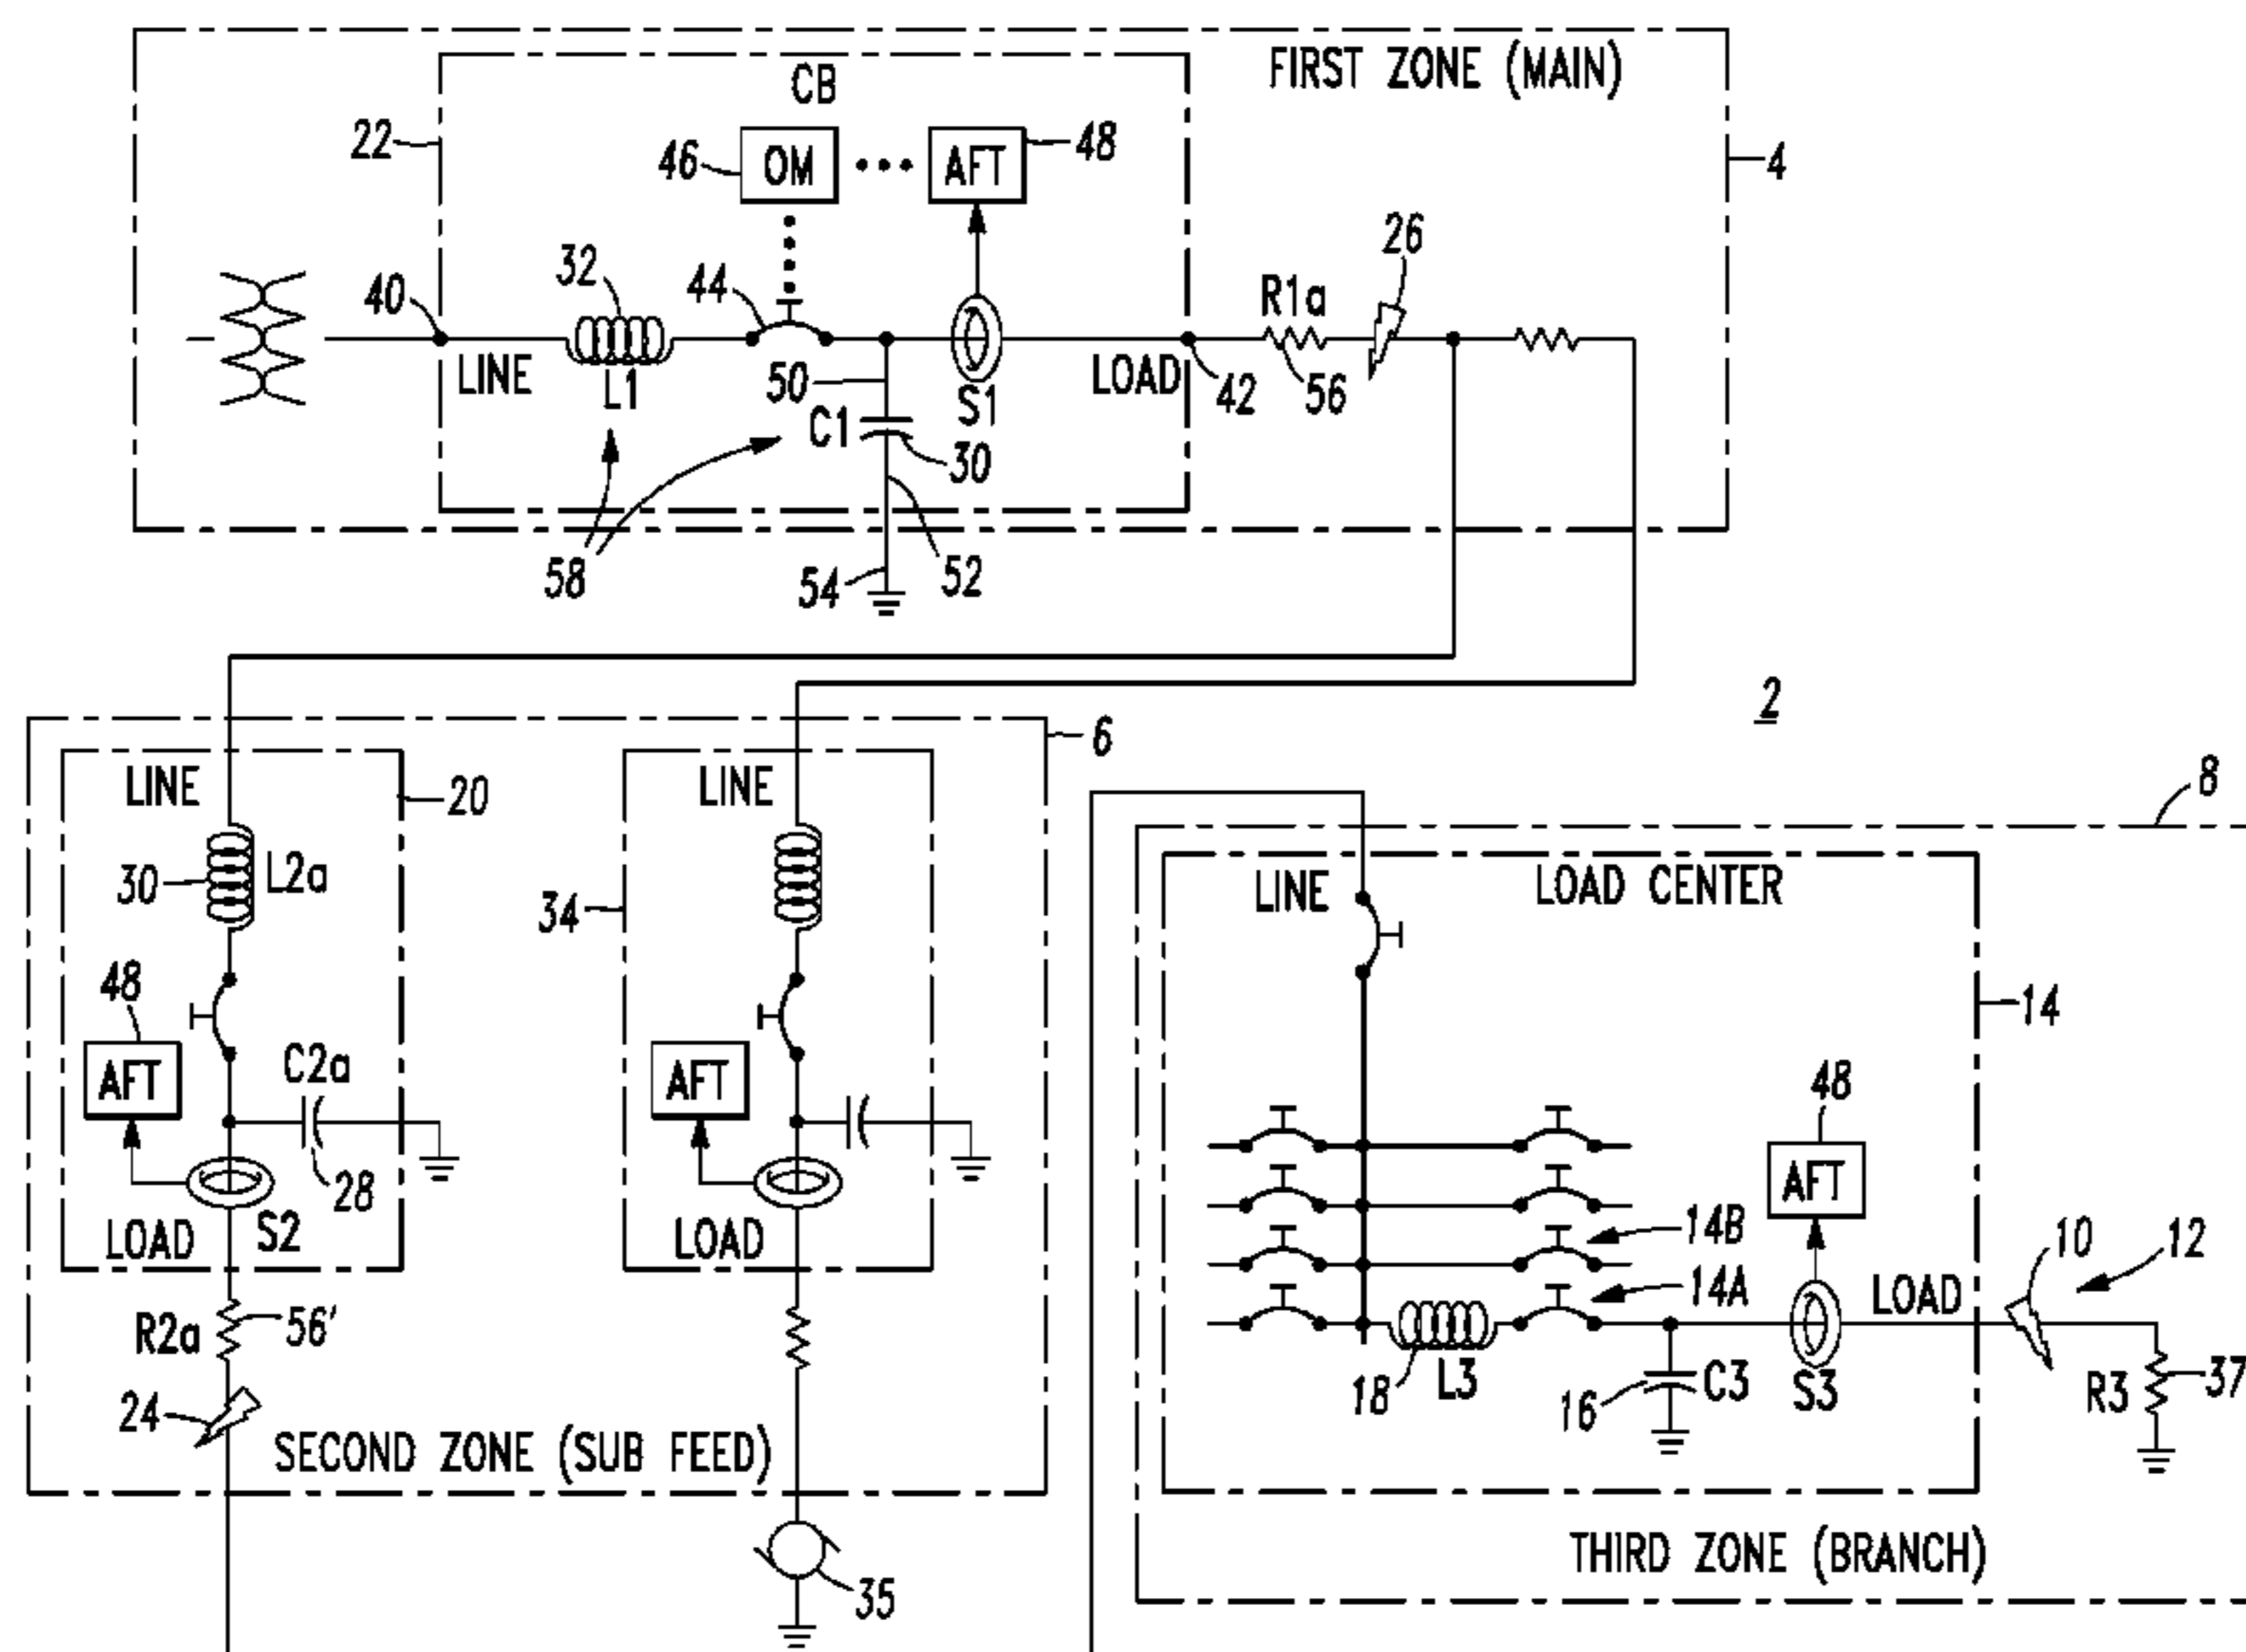 FIRST ZONE (MAIN)
CB
22
46
OM
AFT
48
4
26
32
44
40
R1a
LINE
L1
50
S1
LOAD
42
56
C1
30
58
54
52
2
6
8
LINE
20
LINE
LINE
LOAD CENTER
30
L2a
34
14
48
AFT
C2a
AFT
48
AFT
28
14B
10
12
LOAD
S2
LOAD
14A
LOAD
R2a
56'
18
L3
16
C3
S3
R3
37
24
SECOND ZONE (SUB FEED)
THIRD ZONE (BRANCH)
35